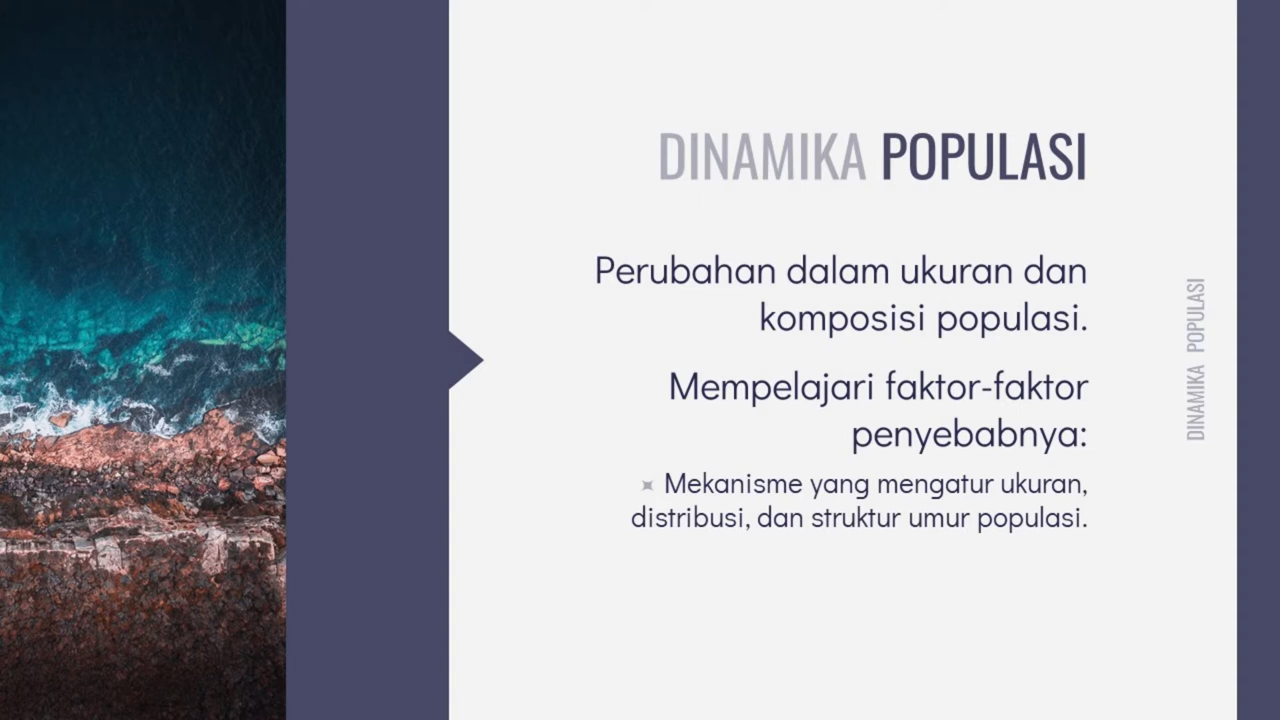 DINAMIKA POPULASI
Perubahan dalam ukuran dan
komposisi populasi.
Mempelajari faktor-faktor
penyebabnya:
Mekanisme yang mengatur ukuran,
distribusi, dan struktur umur populasi.
DINAMIKA POPULASI